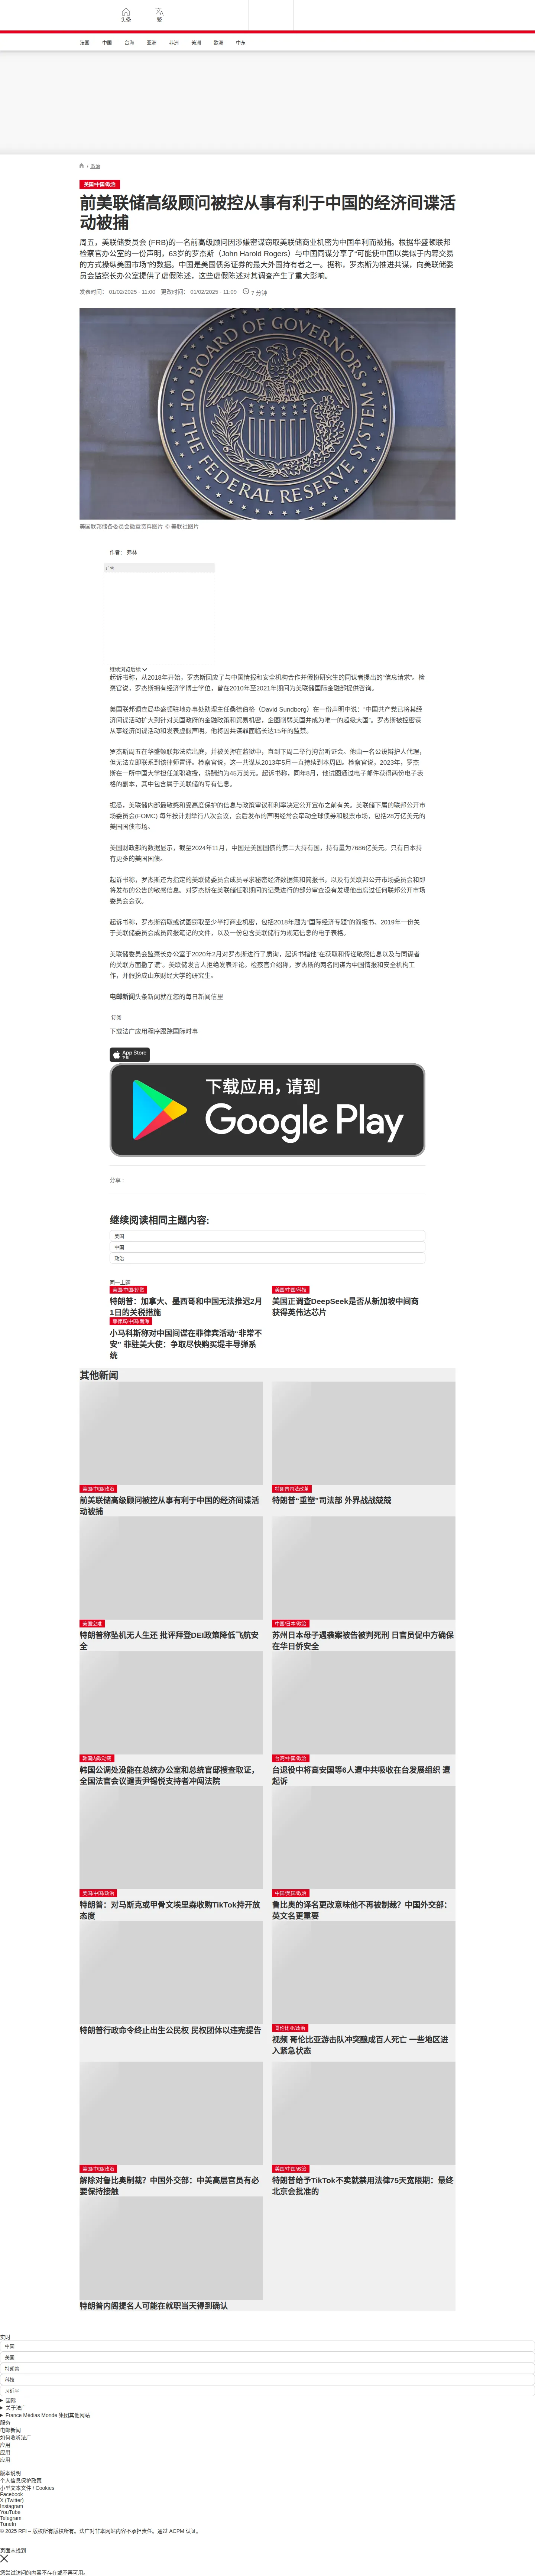 头条
繁
法国
中国
台海
亚洲
非洲
美洲
欧洲
中东
/ 政治
美国/中国/政治
前美联储高级顾问被控从事有利于中国的经济间谍活
动被捕
周五，美联储委员会 (FRB)的一名前高级顾问因涉嫌密谋窃取美联储商业机密为中国牟利而被捕。根据华盛顿联邦
检察官办公室的一份声明，63岁的罗杰斯（John Harold Rogers）与中国同谋分享了“可能使中国以类似于内幕交易
的方式操纵美国市场”的数据。中国是美国债务证券的最大外国持有者之一。据称，罗杰斯为推进共谋，向美联储委
员会监察长办公室提供了虚假陈述，这些虚假陈述对其调查产生了重大影响。
发表时间： 01/02/2025 - 11:00 更改时间： 01/02/2025 - 11:09 7 分钟
BOARD OF GOVERNORS
THE FEDERAL RESERVE SYSTEM
美国联邦储备委员会徽章资料图片 © 美联社图片
作者： 弗林
广告
继续浏览后续
起诉书称，从2018年开始，罗杰斯回应了与中国情报和安全机构合作并假扮研究生的同谋者提出的“信息请求”。检
察官说，罗杰斯拥有经济学博士学位，曾在2010年至2021年期间为美联储国际金融部提供咨询。
美国联邦调查局华盛顿驻地办事处助理主任桑德伯格（David Sundberg）在一份声明中说：“中国共产党已将其经
济间谍活动扩大到针对美国政府的金融政策和贸易机密，企图削弱美国并成为唯一的超级大国”。罗杰斯被控密谋
从事经济间谍活动和发表虚假声明。他将因共谋罪面临长达15年的监禁。
罗杰斯周五在华盛顿联邦法院出庭，并被关押在监狱中，直到下周二举行拘留听证会。他由一名公设辩护人代理，
但无法立即联系到该律师置评。检察官说，这一共谋从2013年5月一直持续到本周四。检察官说，2023年，罗杰
斯在一所中国大学担任兼职教授，薪酬约为45万美元。起诉书称，同年8月，他试图通过电子邮件获得两份电子表
格的副本，其中包含属于美联储的专有信息。
据悉，美联储内部最敏感和受高度保护的信息与政策审议和利率决定公开宣布之前有关。美联储下属的联邦公开市
场委员会(FOMC) 每年按计划举行八次会议，会后发布的声明经常会牵动全球债券和股票市场，包括28万亿美元的
美国国债市场。
美国财政部的数据显示，截至2024年11月，中国是美国国债的第二大持有国，持有量为7686亿美元。只有日本持
有更多的美国国债。
起诉书称，罗杰斯还为指定的美联储委员会成员寻求秘密经济数据集和简报书，以及有关联邦公开市场委员会和即
将发布的公告的敏感信息。对罗杰斯在美联储任职期间的记录进行的部分审查没有发现他出席过任何联邦公开市场
委员会会议。
起诉书称，罗杰斯窃取或试图窃取至少半打商业机密，包括2018年题为“国际经济专题”的简报书、2019年一份关
于美联储委员会成员简报笔记的文件，以及一份包含美联储行为规范信息的电子表格。
美联储委员会监察长办公室于2020年2月对罗杰斯进行了质询，起诉书指他“在获取和传递敏感信息以及与同谋者
的关联方面撒了谎”。美联储发言人拒绝发表评论。检察官介绍称，罗杰斯的两名同谋为中国情报和安全机构工
作，并假扮成山东财经大学的研究生。
电邮新闻头条新闻就在您的每日新闻信里
订阅
下载法广应用程序跟踪国际时事
App Store
下载
下载应用，请到
Google Play
分享 :
继续阅读相同主题内容:
美国
中国
政治
同一主题
美国/中国/经贸
特朗普：加拿大、墨西哥和中国无法推迟2月
1日的关税措施
美国/中国/科技
美国正调查DeepSeek是否从新加坡中间商
获得英伟达芯片
菲律宾/中国/南海
小马科斯称对中国间谍在菲律宾活动“非常不
安” 菲驻美大使：争取尽快购买堤丰导弹系
统
其他新闻
美国/中国/政治
前美联储高级顾问被控从事有利于中国的经济间谍活
动被捕
特朗普司法改革
特朗普“重塑”司法部 外界战战兢兢
美国空难
特朗普称坠机无人生还 批评拜登DEI政策降低飞航安
全
中国/日本/政治
苏州日本母子遇袭案被告被判死刑 日官员促中方确保
在华日侨安全
韩国内政动荡
韩国公调处没能在总统办公室和总统官邸搜查取证，
全国法官会议谴责尹锡悦支持者冲闯法院
台湾/中国/政治
台退役中将高安国等6人遭中共吸收在台发展组织 遭
起诉
美国/中国/政治
特朗普：对马斯克或甲骨文埃里森收购TikTok持开放
态度
中国/美国/政治
鲁比奥的译名更改意味他不再被制裁？中国外交部：
英文名更重要
特朗普行政命令终止出生公民权 民权团体以违宪提告
哥伦比亚/政治
视频 哥伦比亚游击队冲突酿成百人死亡 一些地区进
入紧急状态
美国/中国/政治
解除对鲁比奥制裁？中国外交部：中美高层官员有必
要保持接触
美国/中国/政治
特朗普给予TikTok不卖就禁用法律75天宽限期：最终
北京会批准的
特朗普内阁提名人可能在就职当天得到确认
实时
中国
美国
特朗普
科技
习近平
国际
关于法广
France Médias Monde 集团其他网站
服务
电邮新闻
如何收听法广
应用
应用
应用
版本说明
个人信息保护政策
小型文本文件 / Cookies
Facebook
X (Twitter)
Instagram
YouTube
Telegram
TuneIn
© 2025 RFI – 版权所有版权所有。法广对非本网站内容不承担责任。通过 ACPM 认证。
页面未找到
您尝试访问的内容不存在或不再可用。